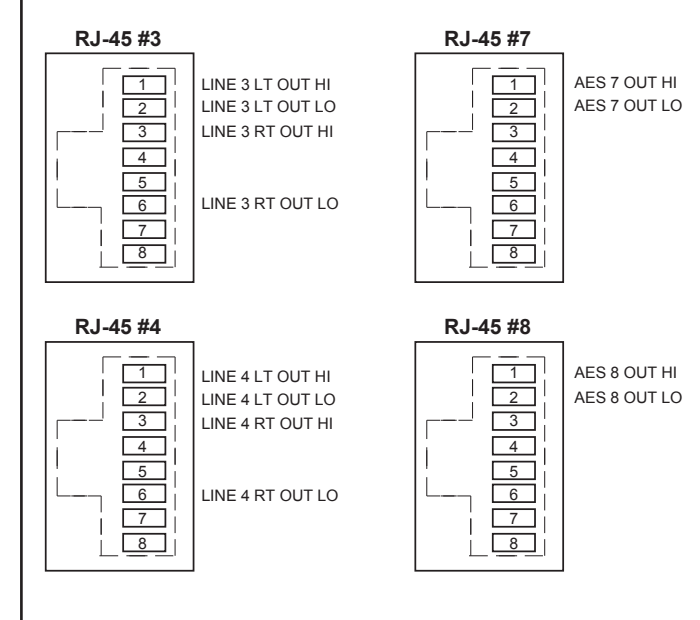 RJ-45 #3
1 LINE 3 LT OUT HI
2 LINE 3 LT OUT LO
3 LINE 3 RT OUT HI
4
5
6 LINE 3 RT OUT LO
7
8
RJ-45 #7
1 AES 7 OUT HI
2 AES 7 OUT LO
3
4
5
6
7
8
RJ-45 #4
1 LINE 4 LT OUT HI
2 LINE 4 LT OUT LO
3 LINE 4 RT OUT HI
4
5
6 LINE 4 RT OUT LO
7
8
RJ-45 #8
1 AES 8 OUT HI
2 AES 8 OUT LO
3
4
5
6
7
8